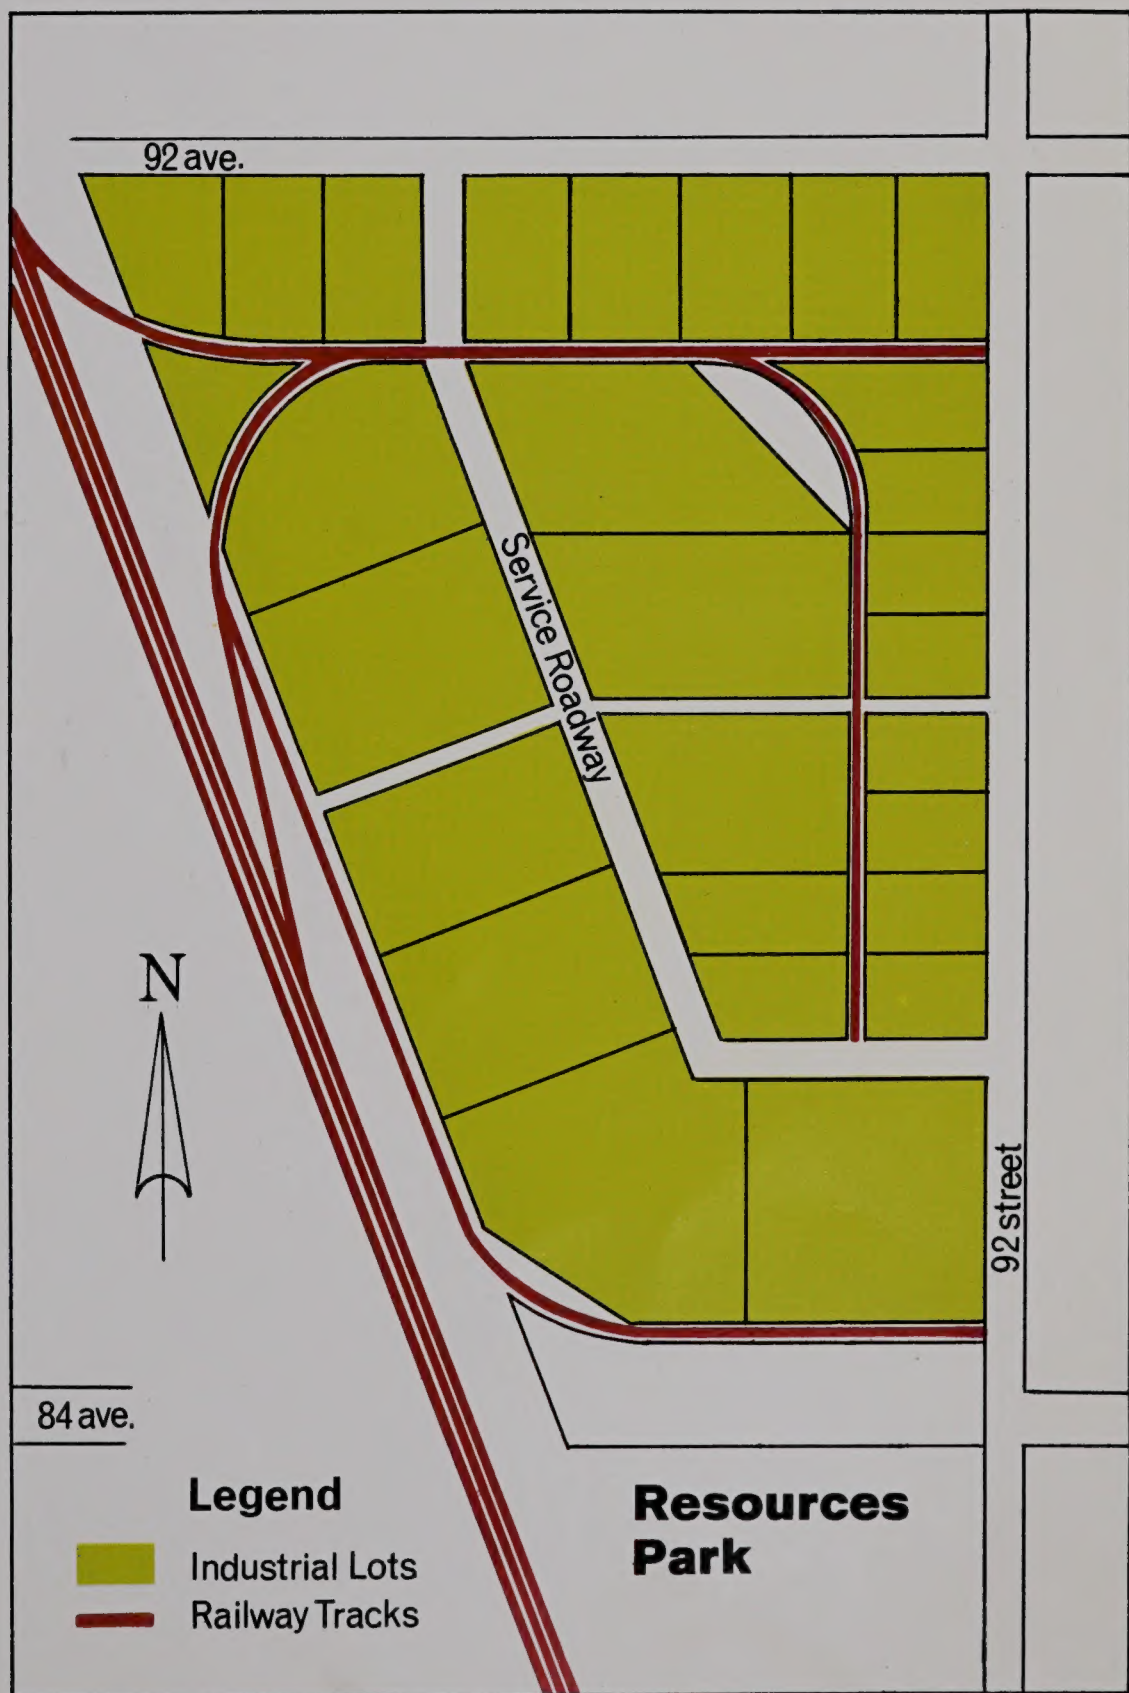 92 ave.
Service Roadway
N
92 street
84 ave.
Legend
Industrial Lots
Railway Tracks
Resources
Park